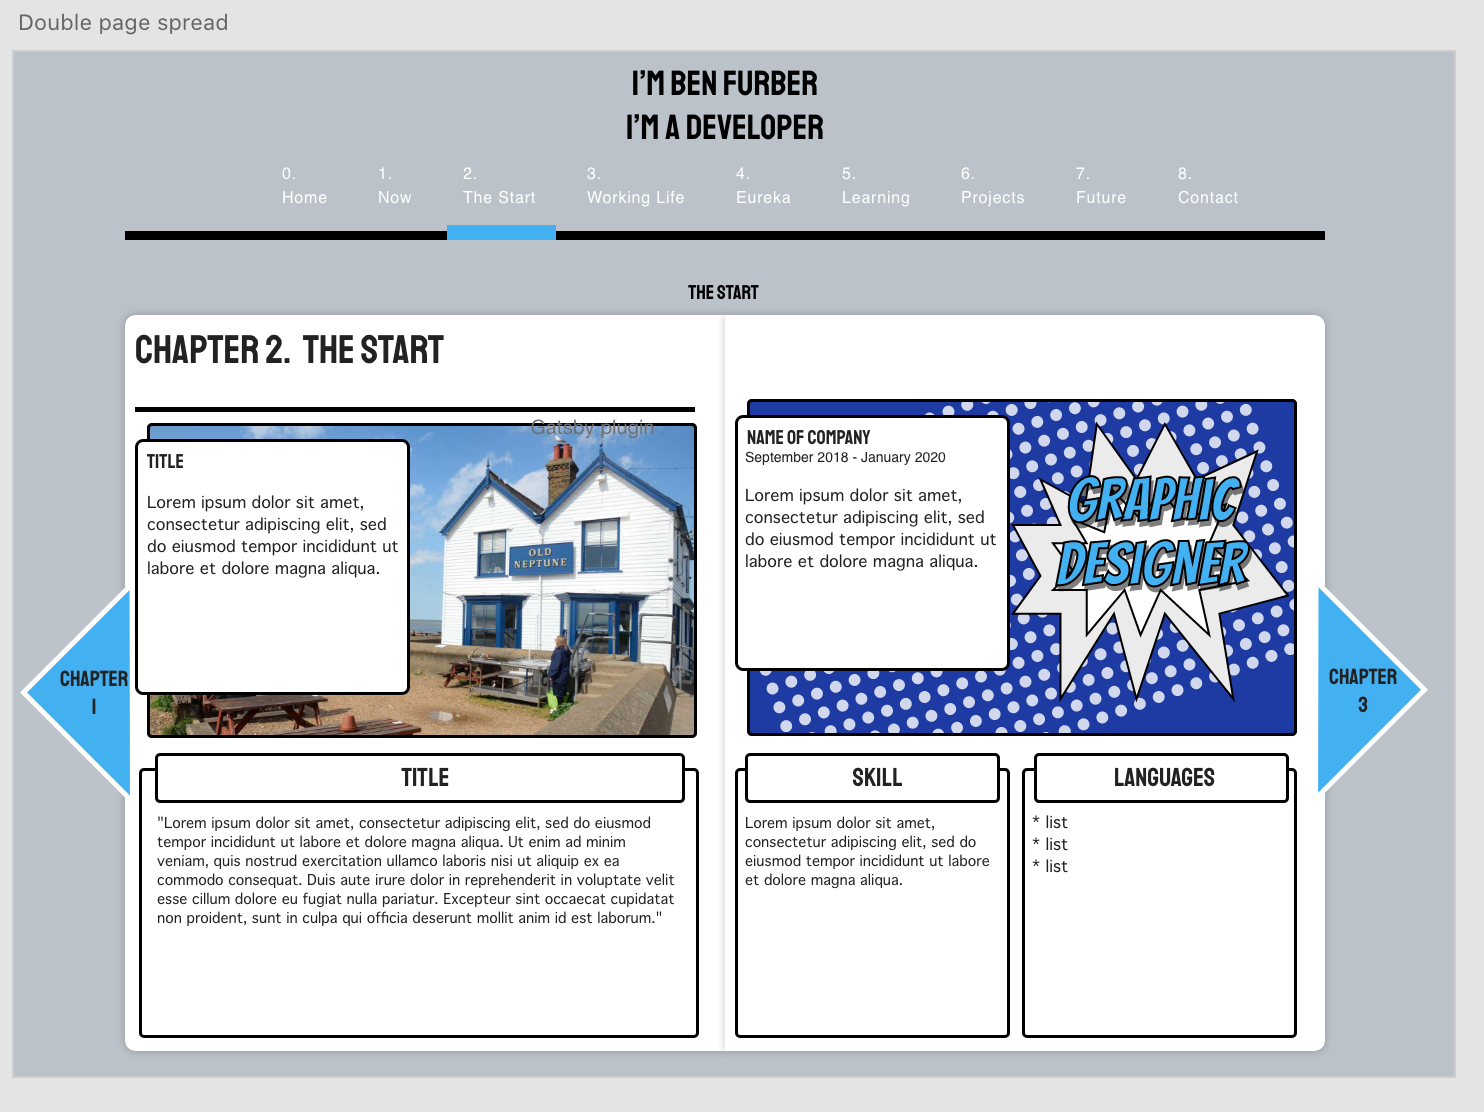 Double page spread
I'M BEN FURBER
I'M A DEVELOPER
0.
Home
1.
Now
2.
The Start
3.
Working Life
4.
Eureka
5.
Learning
6.
Projects
7.
Future
8.
Contact
THE START
CHAPTER 2. THE START
Gatsby plugin
TITLE
Lorem ipsum dolor sit amet,
consectetur adipiscing elit, sed
do eiusmod tempor incididunt ut
labore et dolore magna aliqua.
OLD
NEPTUNE
CHAPTER
1
TITLE
"Lorem ipsum dolor sit amet, consectetur adipiscing elit, sed do eiusmod
tempor incididunt ut labore et dolore magna aliqua. Ut enim ad minim
veniam, quis nostrud exercitation ullamco laboris nisi ut aliquip ex ea
commodo consequat. Duis aute irure dolor in reprehenderit in voluptate velit
esse cillum dolore eu fugiat nulla pariatur. Excepteur sint occaecat cupidatat
non proident, sunt in culpa qui officia deserunt mollit anim id est laborum."
NAME OF COMPANY
September 2018 - January 2020
Lorem ipsum dolor sit amet,
consectetur adipiscing elit, sed
do eiusmod tempor incididunt ut
labore et dolore magna aliqua.
GRAPHIC
DESIGNER
SKILL
Lorem ipsum dolor sit amet,
consectetur adipiscing elit, sed do
eiusmod tempor incididunt ut labore
et dolore magna aliqua.
LANGUAGES
* list
* list
* list
CHAPTER
3